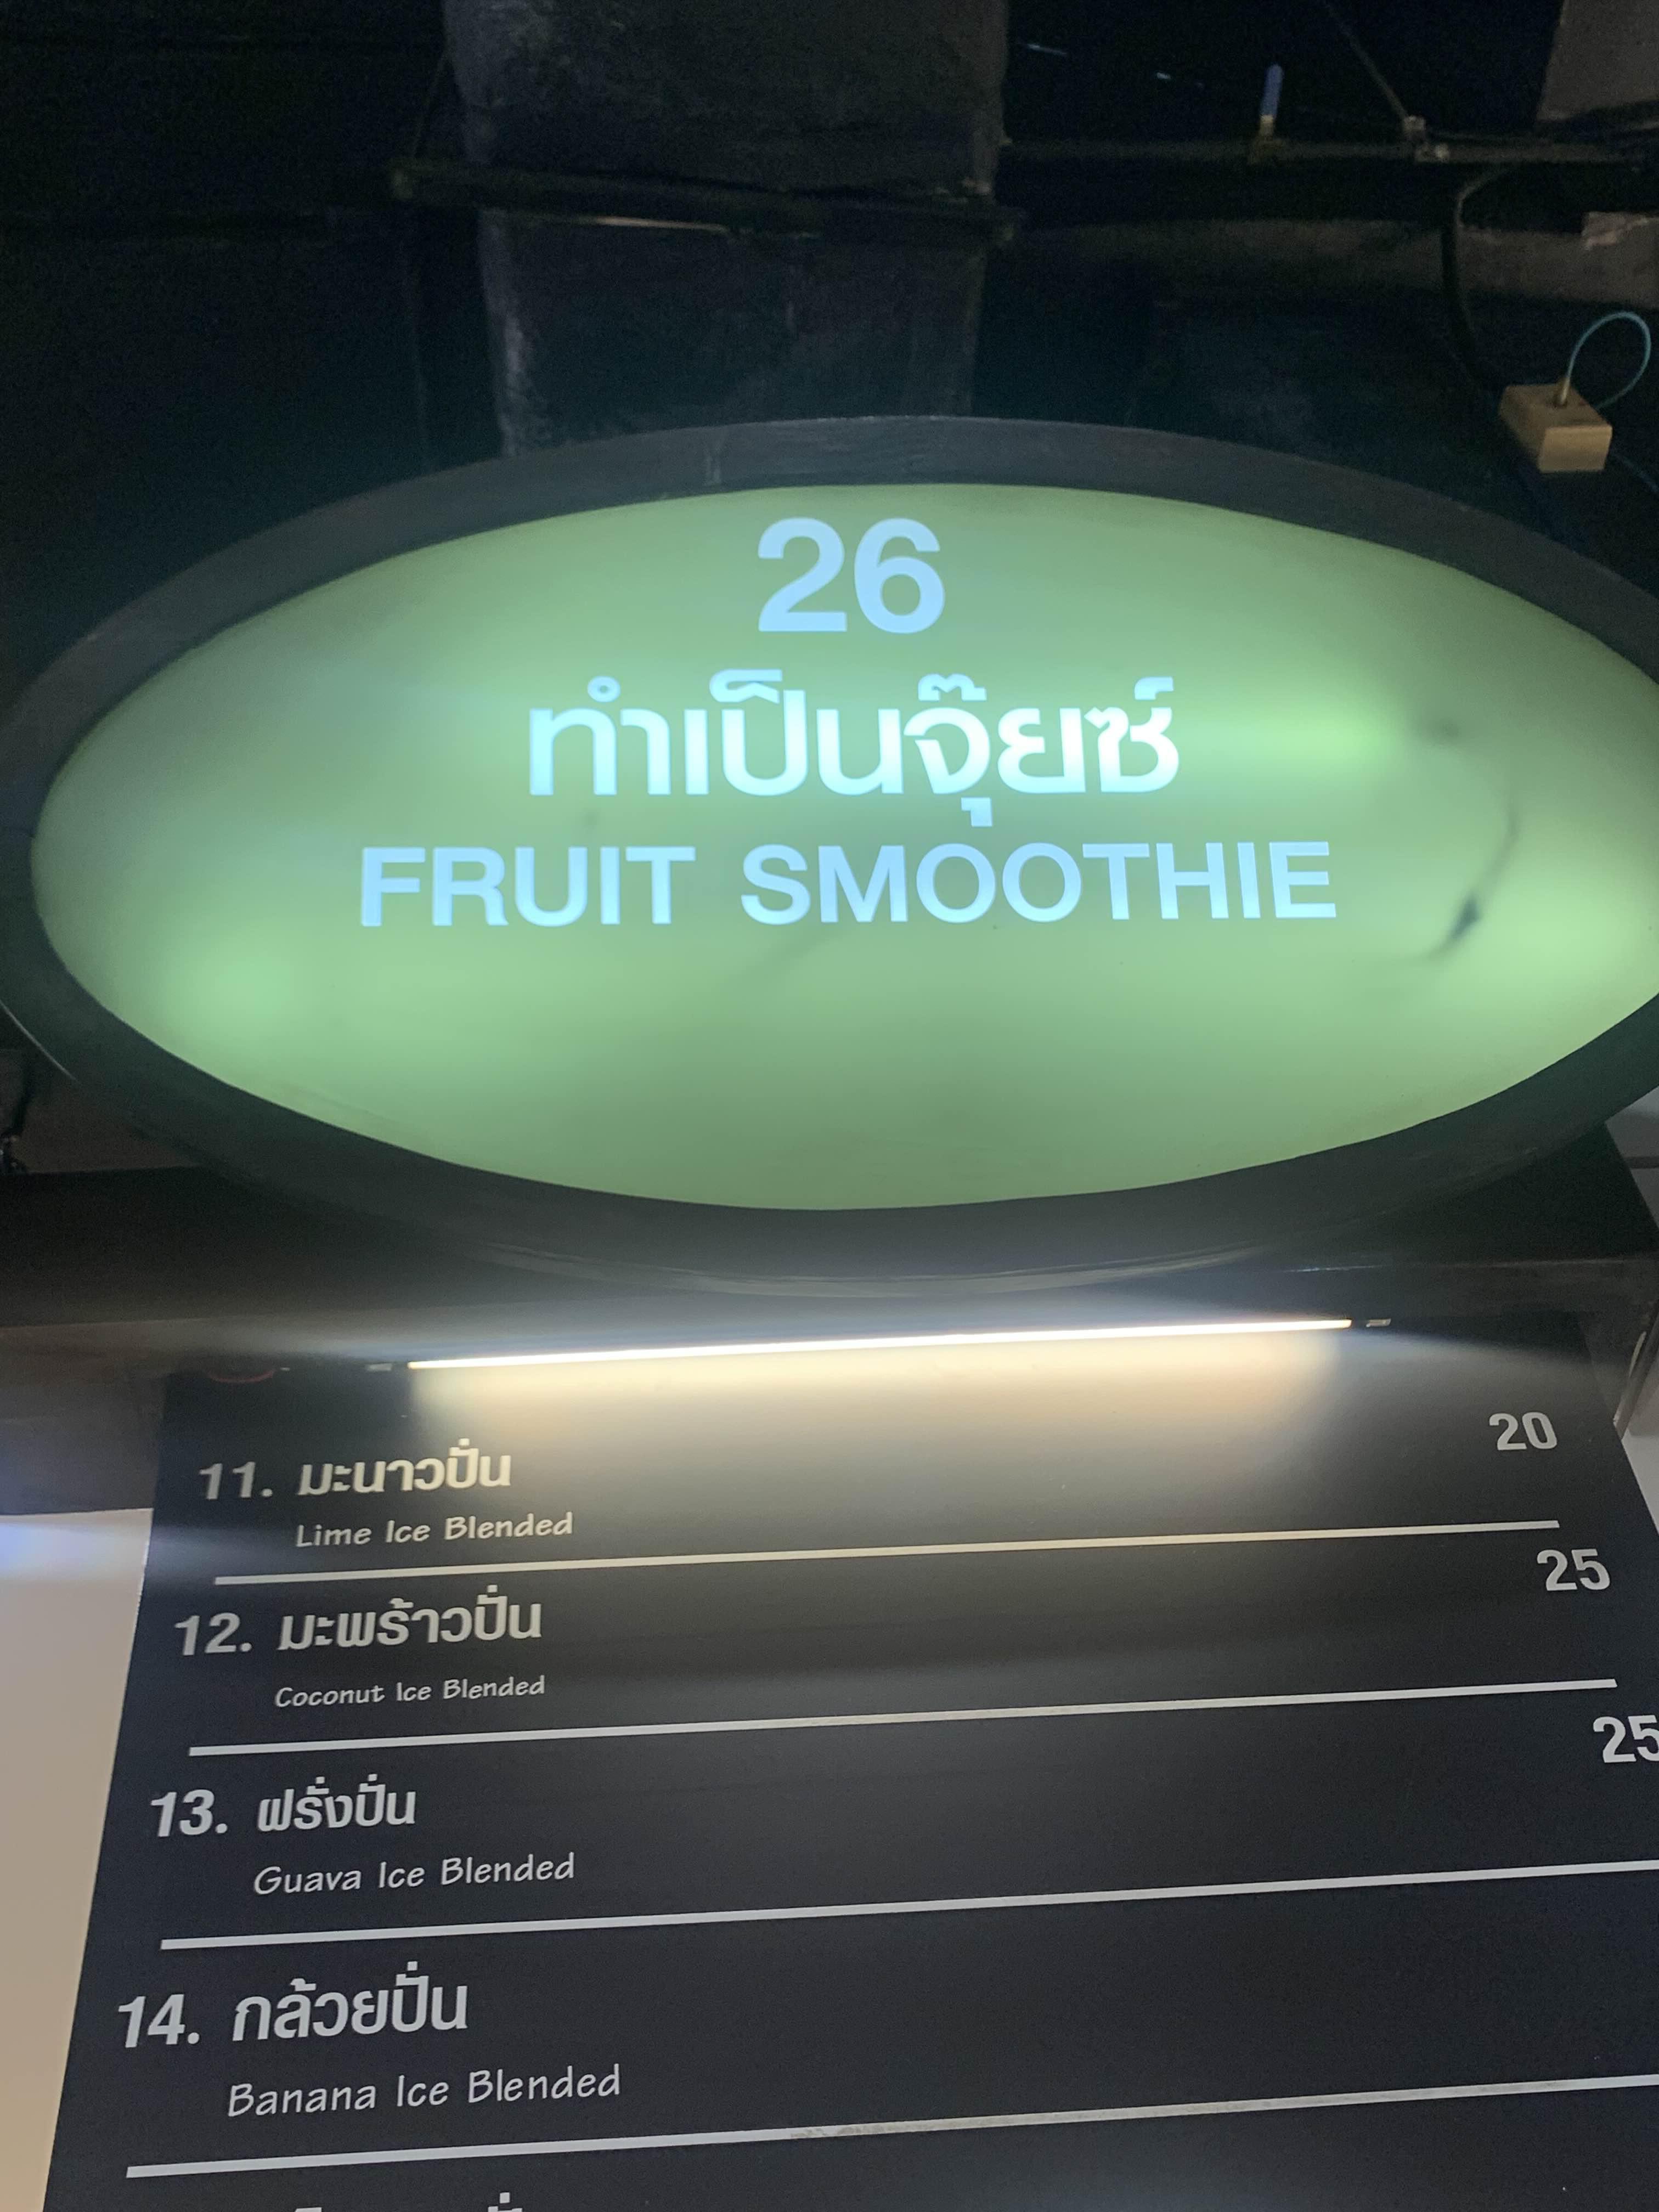 26
ทำเป็นจุ๊ยซ์
FRUIT SMOOTHIE
11. มะนาวปั่น 20
Lime Ice Blended
12. มะพร้าวปั่น 25
Coconut Ice Blended
13. ฝรั่งปั่น 25
Guava Ice Blended
14. กล้วยปั่น
Banana Ice Blended